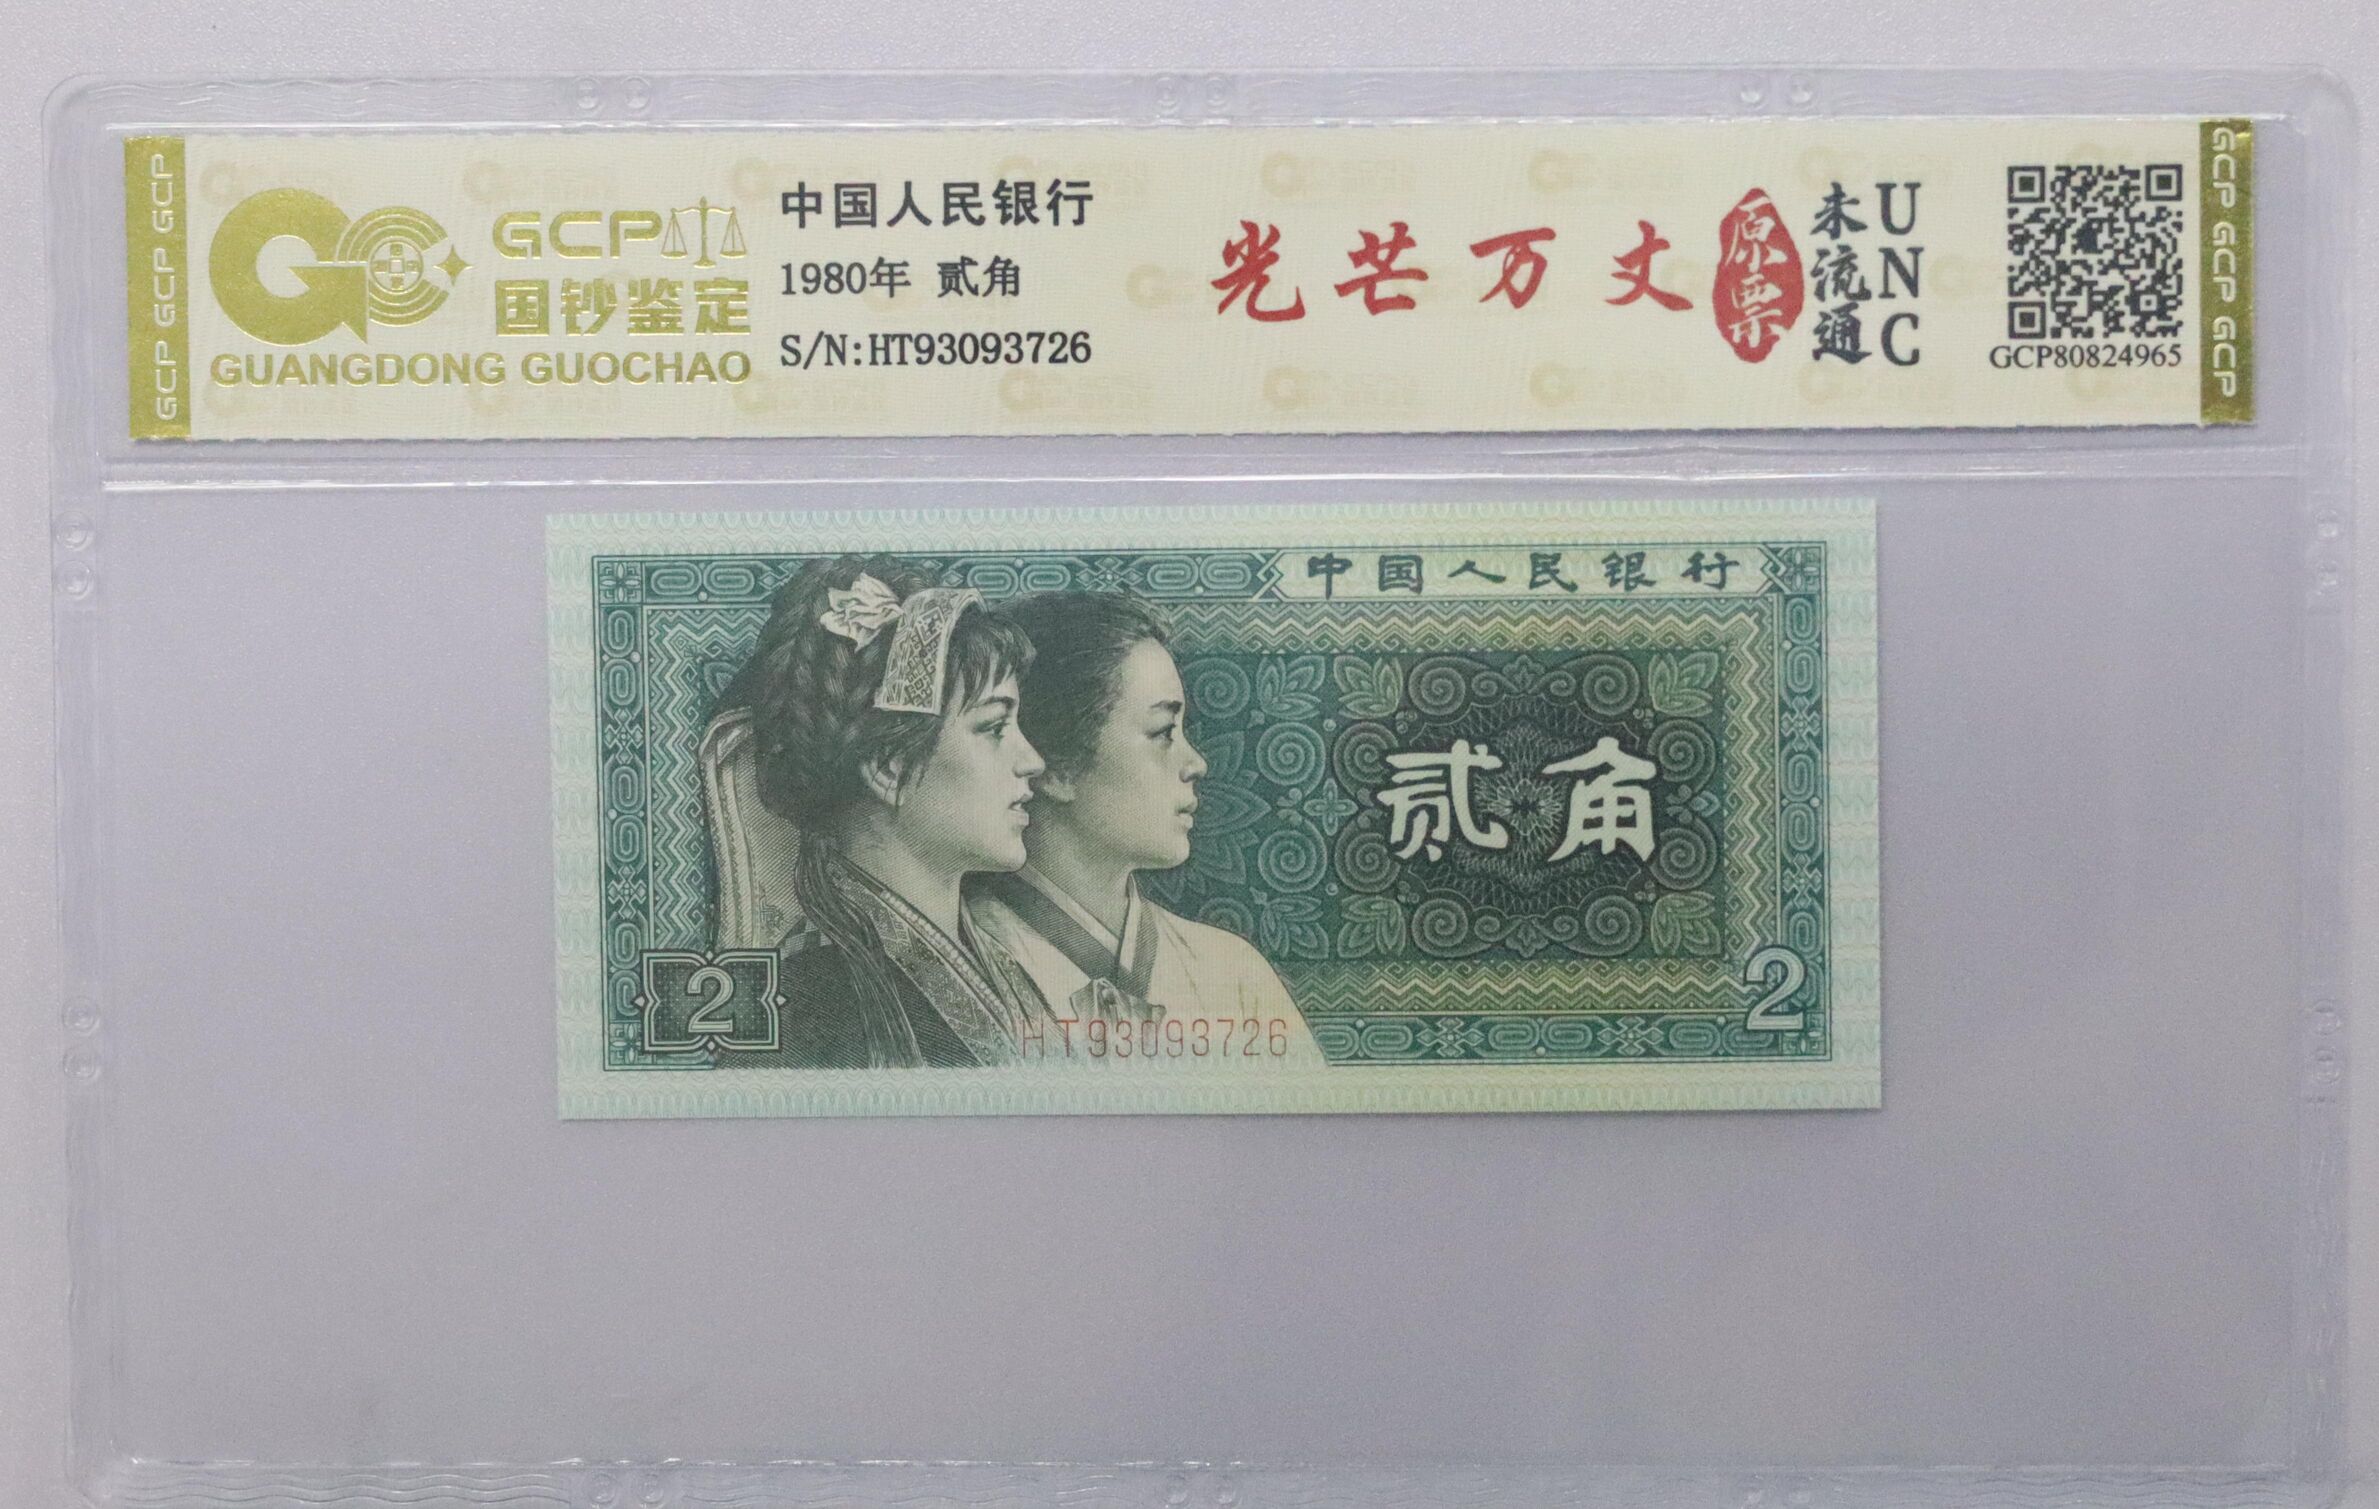 GCP GCP GCP
GCP
国钞鉴定
GUANGDONG GUOCHAO
中国人民银行
1980年 贰角
S/N:HT93093726
光芒万丈
原票
未流通
UNC
GCP80824965
GCP GCP GCP
中国人民银行
贰角
2
2
HT93093726